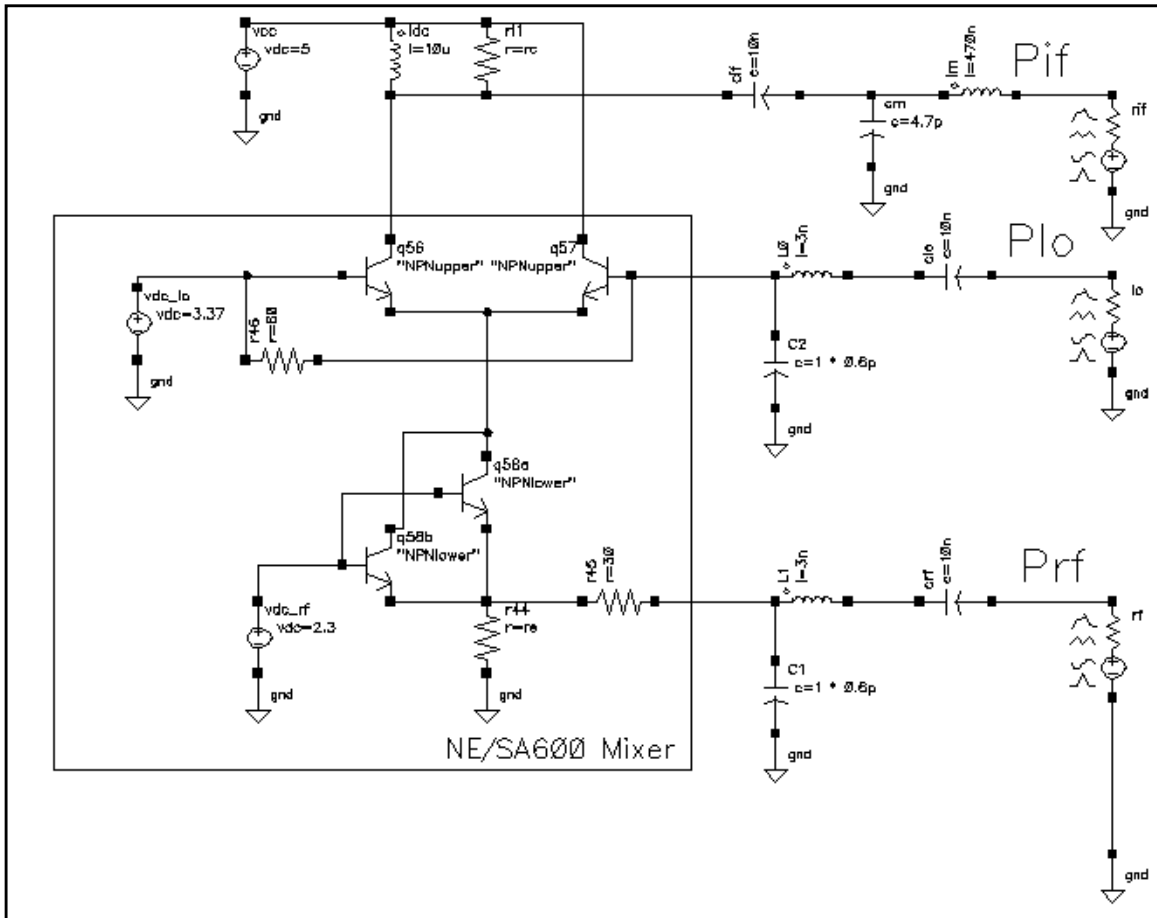 vcc
vdc=5
ldc
l=10u
r11
r=rc
cif
c=10n
lm
l=470n
Pif
cm
c=4.7p
rif
gnd
gnd
gnd
q56
"NPNupper"
q57
"NPNupper"
vdc_lo
vdc=3.37
r46
r=60
gnd
L0
l=3n
clo
c=10n
Plo
lo
C2
c=1 * 0.6p
gnd
gnd
q58a
"NPNlower"
q58b
"NPNlower"
vdc_rf
vdc=2.3
gnd
r44
r=re
gnd
r45
r=30
L1
l=3n
crf
c=10n
Prf
rf
C1
c=1 * 0.6p
gnd
gnd
NE/SA600 Mixer